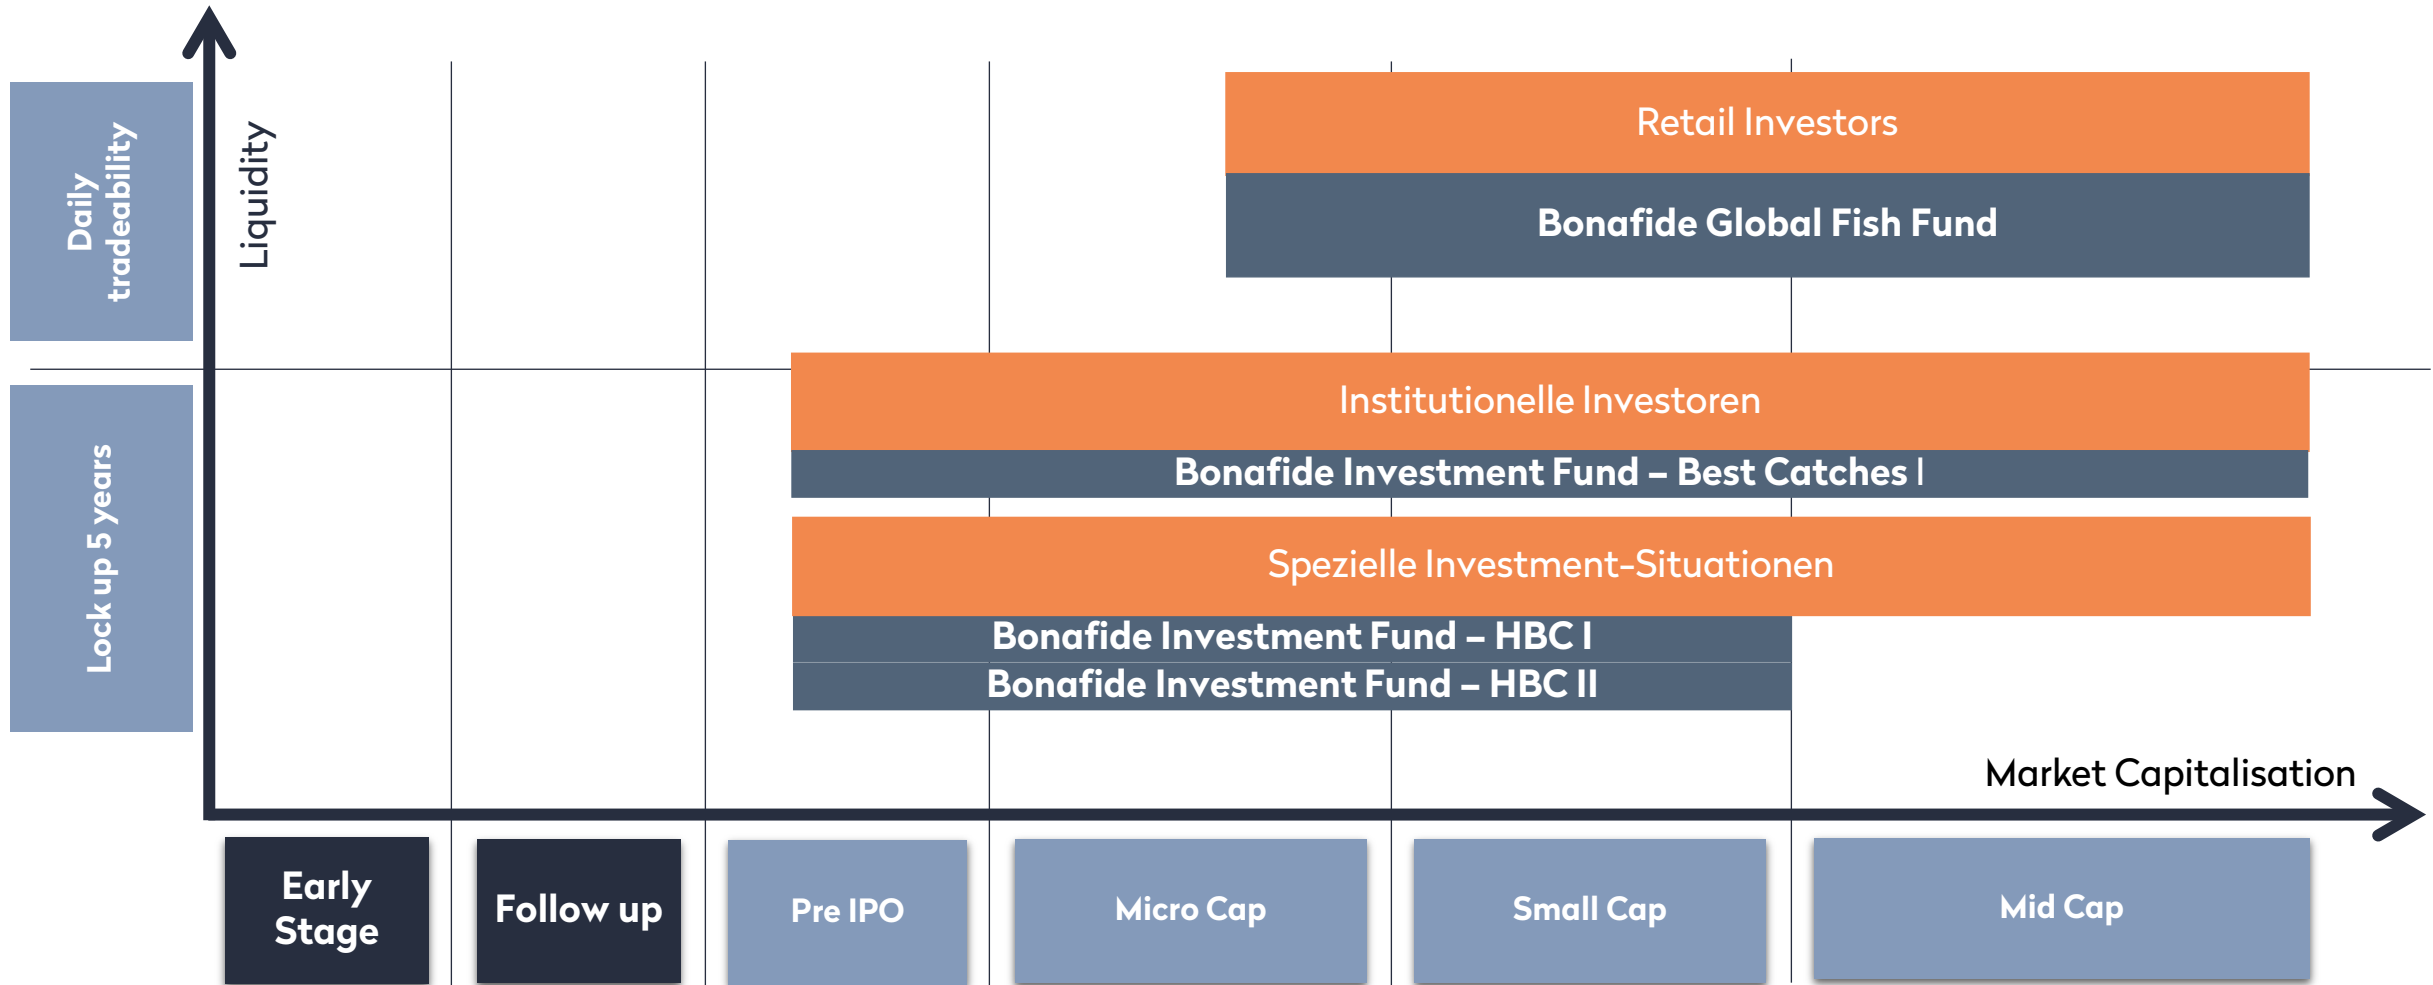 Daily
tradeability
Liquidity
Retail Investors
Bonafide Global Fish Fund
Lock up 5 years
Institutionelle Investoren
Bonafide Investment Fund – Best Catches I
Spezielle Investment-Situationen
Bonafide Investment Fund – HBC I
Bonafide Investment Fund – HBC II
Market Capitalisation
Early
Stage
Follow up
Pre IPO
Micro Cap
Small Cap
Mid Cap